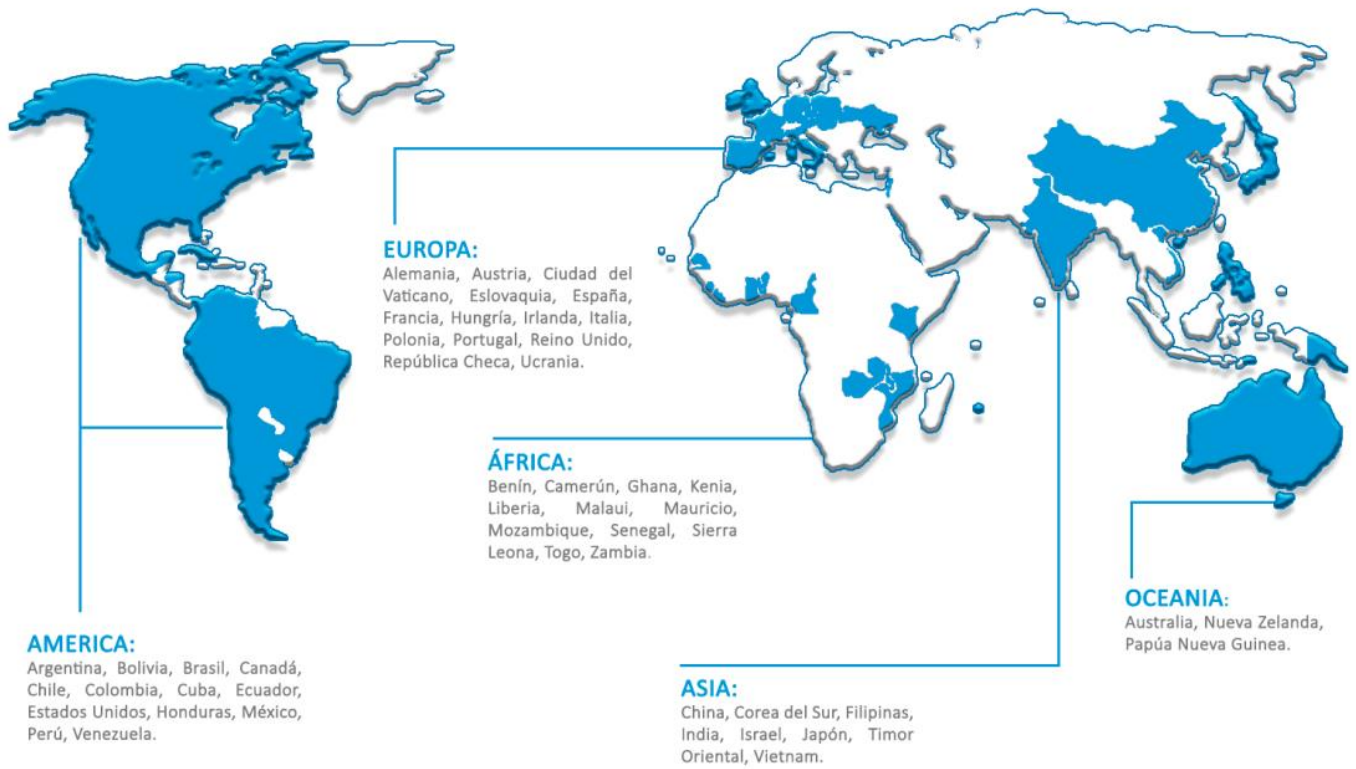 EUROPA:
Alemania, Austria, Ciudad del
Vaticano, Eslovaquia, España,
Francia, Hungría, Irlanda, Italia,
Polonia, Portugal, Reino Unido,
República Checa, Ucrania.
ÁFRICA:
Benín, Camerún, Ghana, Kenia,
Liberia, Malaui, Mauricio,
Mozambique, Senegal, Sierra
Leona, Togo, Zambia.
OCEANIA:
Australia, Nueva Zelanda,
Papúa Nueva Guinea.
AMERICA:
Argentina, Bolivia, Brasil, Canadá,
Chile, Colombia, Cuba, Ecuador,
Estados Unidos, Honduras, México,
Perú, Venezuela.
ASIA:
China, Corea del Sur, Filipinas,
India, Israel, Japón, Timor
Oriental, Vietnam.